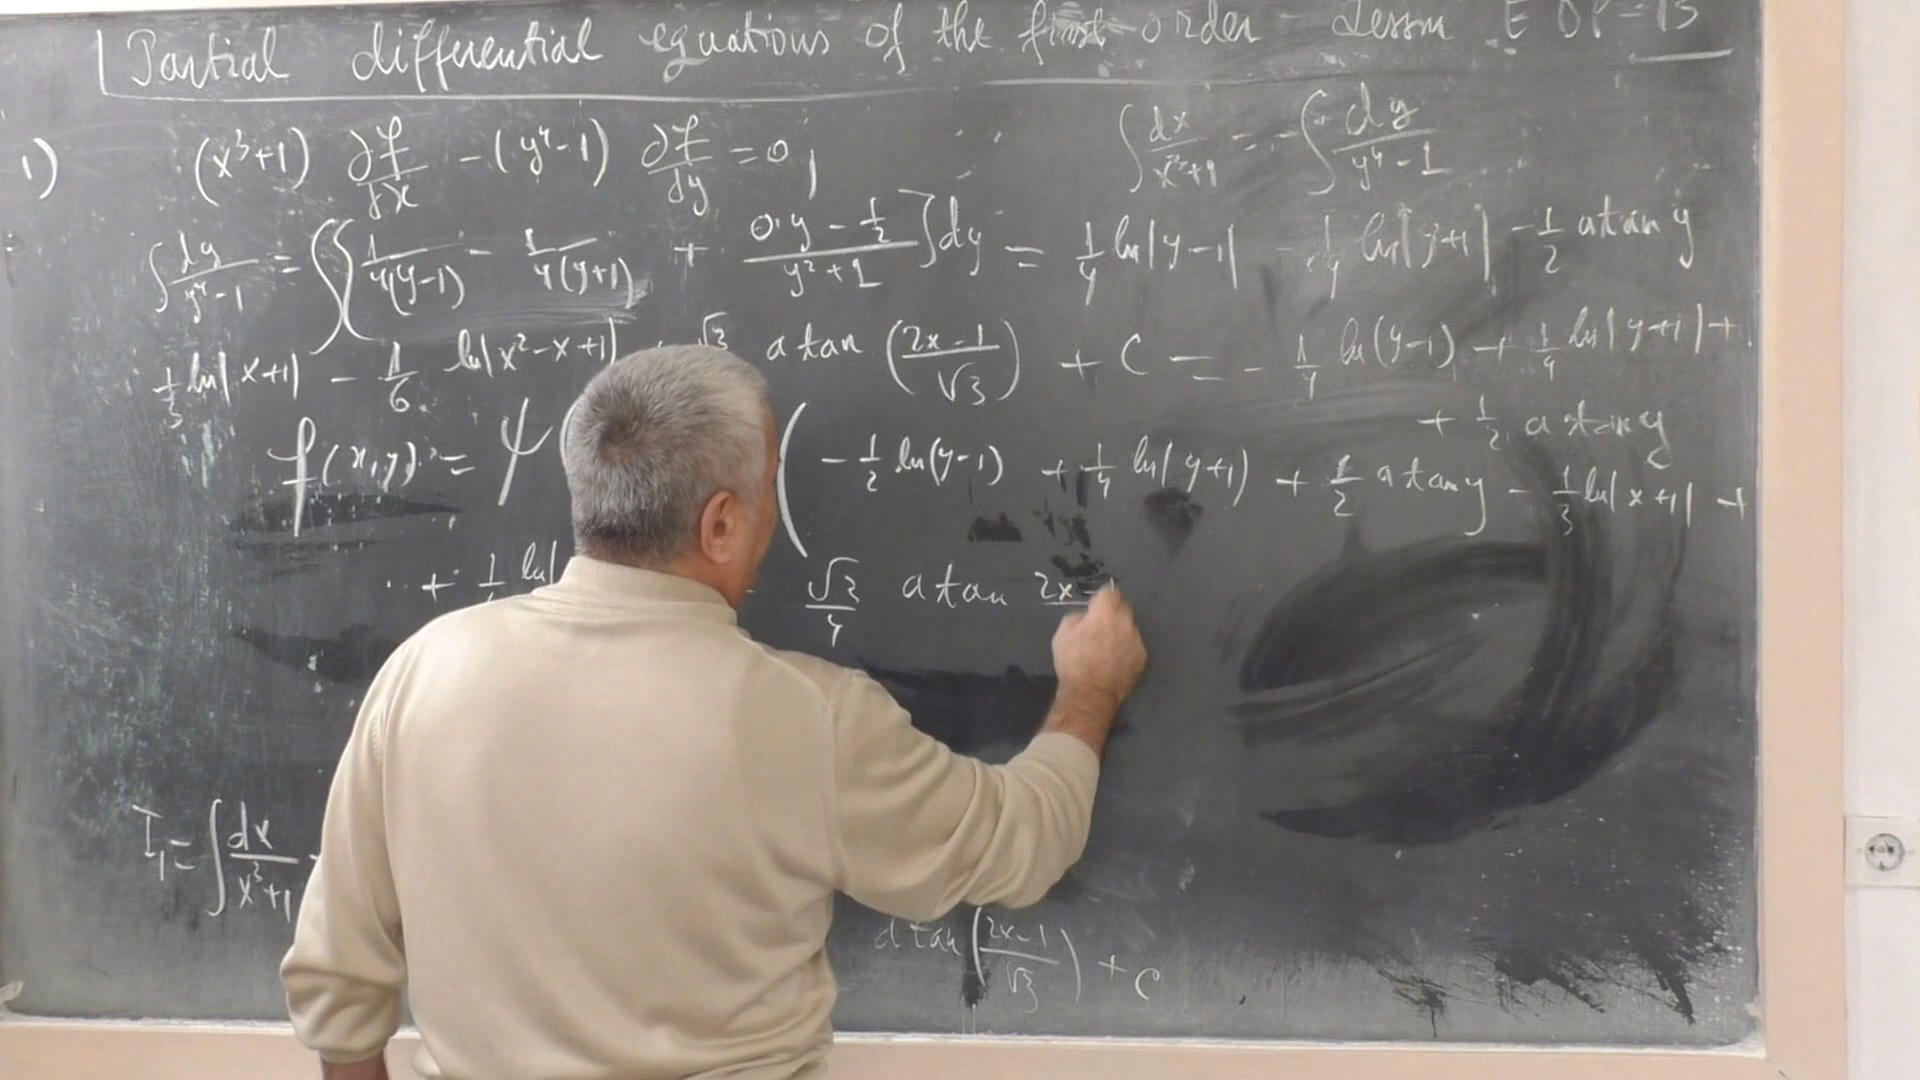 Partial differential equations of the first order - Lesson EDP-15
1) (x³+1) ∂f/∂x - (y⁴-1) ∂f/∂y = 0;
∫ dx/x³+1 = -∫ dy/y⁴-1
∫ dy/y⁴-1 = ∫[ 1/4(y-1) - 1/4(y+1) + 0·y - 1/2 / y²+1 ] dy = 1/4 ln|y-1| - 1/4 ln|y+1| - 1/2 atan y
1/3 ln|x+1| - 1/6 ln|x²-x+1| + √3 atan (2x-1/√3) + C = - 1/4 ln(y-1) + 1/4 ln|y+1| +
+ 1/2 atan y
f(x,y) = ψ ( - 1/2 ln(y-1) + 1/4 ln(y+1) + 1/2 atan y - 1/3 ln|x+1| +
+ 1/6 ln| - √3/4 atan 2x-
I₁ = ∫ dx/x³+1
atan (2x-1/√3) + C